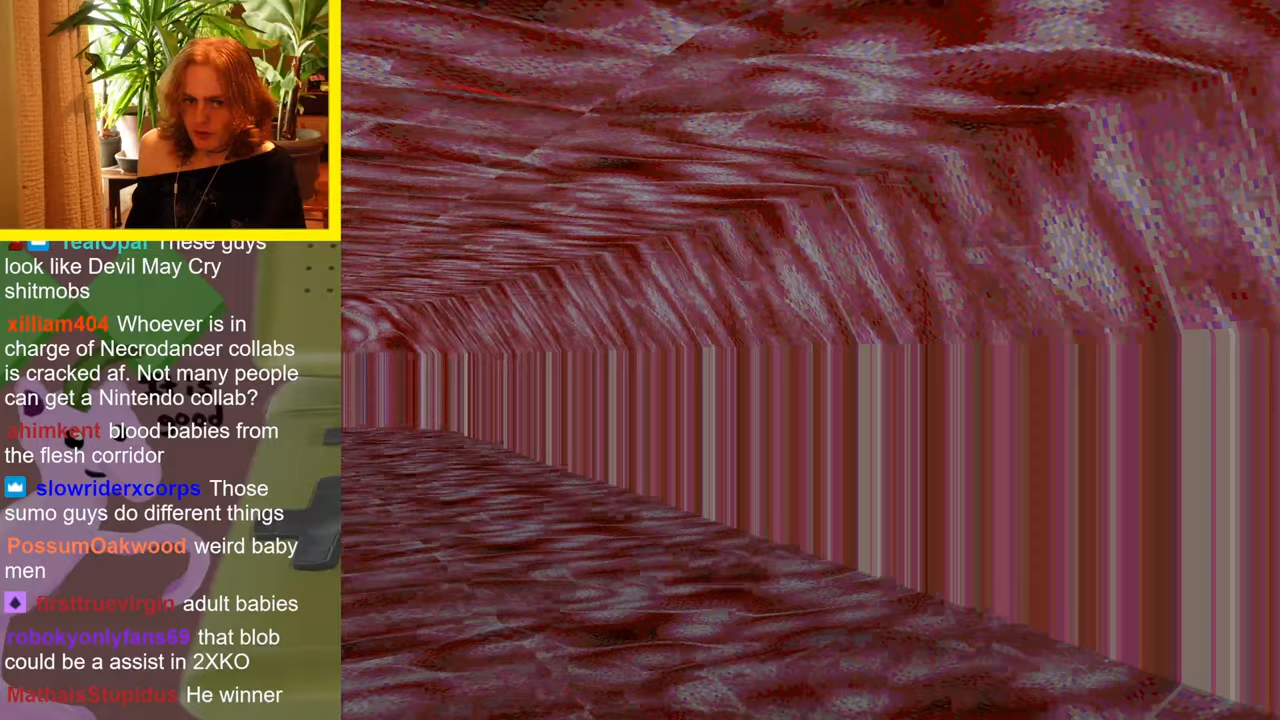 TealOpal These guys
look like Devil May Cry
shitmobs
xilliam404 Whoever is in
charge of Necrodancer collabs
is cracked af. Not many people
can get a Nintendo collab?
ahimkent blood babies from
the flesh corridor
slowriderxcorps Those
sumo guys do different things
PossumOakwood weird baby
men
firsttruevirgin adult babies
robokyonlyfans69 that blob
could be a assist in 2XKO
MathaisStupidus He winner
good